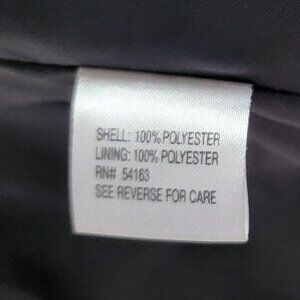 SHELL: 100% POLYESTER
LINING: 100% POLYESTER
RN# 54163
SEE REVERSE FOR CARE